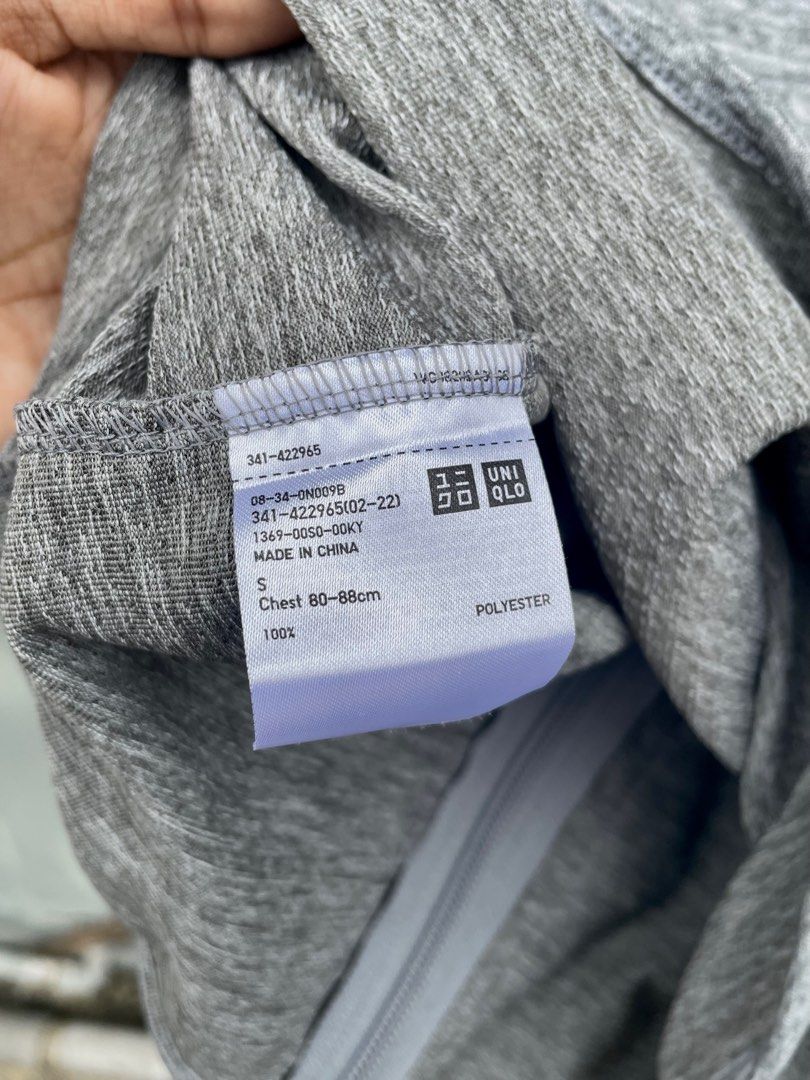 341-422965
08-34-0N009B
341-422965(02-22)
1369-00S0-00KY
MADE IN CHINA
ユニ
クロ
UNI
QLO
S
Chest 80-88cm
100%
POLYESTER